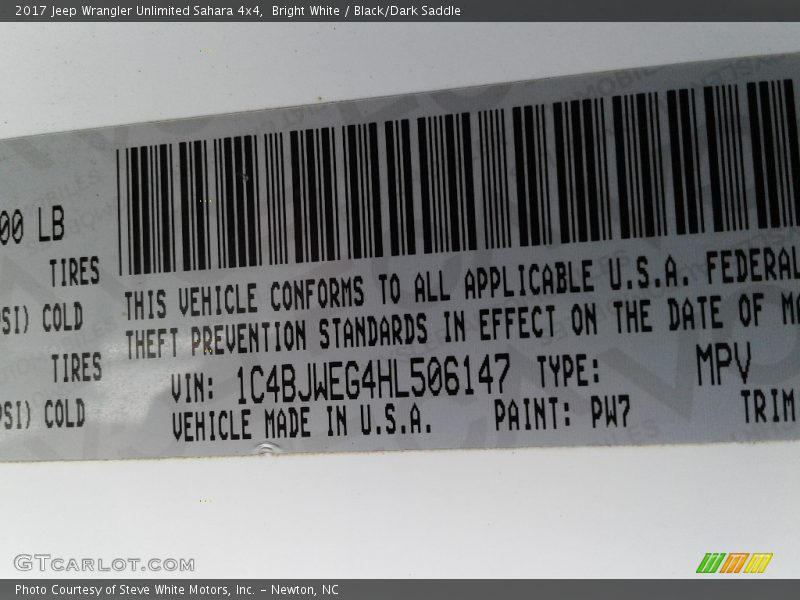 2017 Jeep Wrangler Unlimited Sahara 4x4, Bright White / Black/Dark Saddle
00 LB
TIRES
SI) COLD
TIRES
PSI) COLD
THIS VEHICLE CONFORMS TO ALL APPLICABLE U.S.A. FEDERAL
THEFT PREVENTION STANDARDS IN EFFECT ON THE DATE OF MA
VIN: 1C4BJWEG4HL506147 TYPE: MPV
VEHICLE MADE IN U.S.A. PAINT: PW7 TRIM
GTCARLOT.COM
Photo Courtesy of Steve White Motors, Inc. – Newton, NC